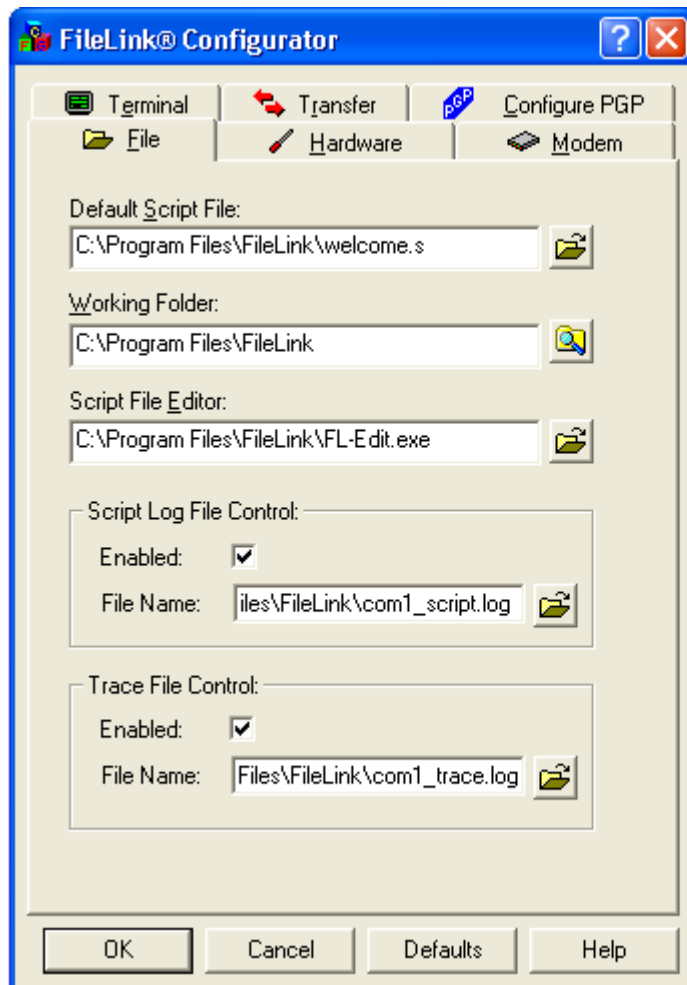 FileLink® Configurator
Terminal Transfer PGP Configure PGP
File Hardware Modem
Default Script File:
C:\Program Files\FileLink\welcome.s
Working Folder:
C:\Program Files\FileLink
Script File Editor:
C:\Program Files\FileLink\FL-Edit.exe
Script Log File Control:
Enabled:
File Name: iles\FileLink\com1_script.log
Trace File Control:
Enabled:
File Name: Files\FileLink\com1_trace.log
OK Cancel Defaults Help